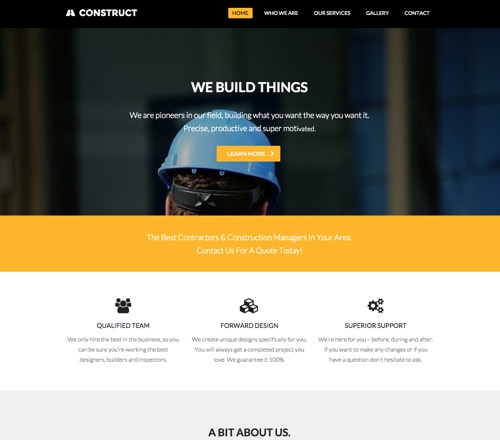 CONSTRUCT
HOME WHO WE ARE OUR SERVICES GALLERY CONTACT
WE BUILD THINGS
We are pioneers in our field, building what you want the way you want it.
Precise, productive and super motivated.
LEARN MORE
The Best Contractors & Construction Managers In Your Area.
Contact Us For A Quote Today!
QUALIFIED TEAM
We only hire the best in the business, so you
can be sure you're working the best
designers, builders and inspectors.
FORWARD DESIGN
We create unique designs specifically for you.
You will always get a completed project you
love. We guarantee it 100%.
SUPERIOR SUPPORT
We're here for you – before, during and after.
If you want to make any changes or if you
have a question don't hesitate to ask.
A BIT ABOUT US.